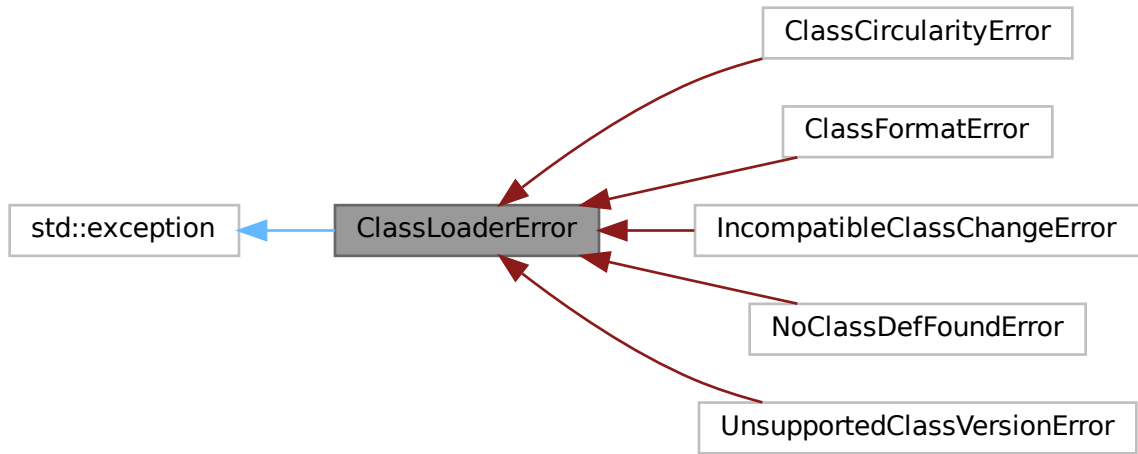 ClassCircularityError
ClassFormatError
std::exception
ClassLoaderError
IncompatibleClassChangeError
NoClassDefFoundError
UnsupportedClassVersionError